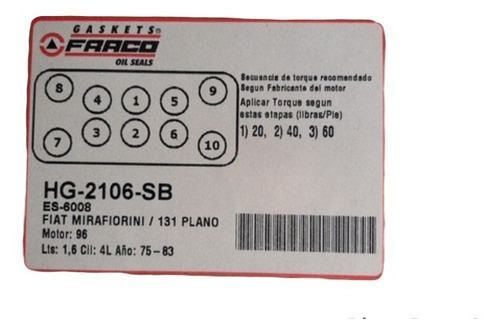 GASKETS®
FRACO
OIL SEALS
8 4 1 5 9
7 3 2 6 10
Secuencia de torque recomendado
Segun Fabricante del motor
Aplicar Torque segun
estas etapas (libras/Pie)
1) 20, 2) 40, 3) 60
HG-2106-SB
ES-6008
FIAT MIRAFIORINI / 131 PLANO
Motor: 96
Lts: 1,6 Cil: 4L Año: 75-83